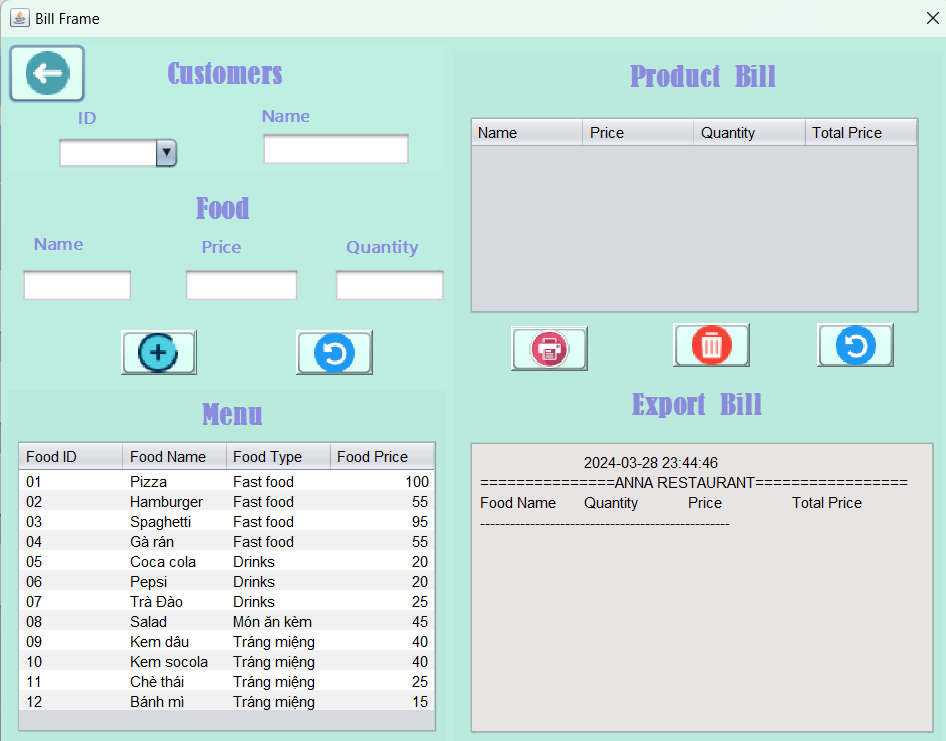 Bill Frame
Customers
ID Name
Food
Name Price Quantity
Menu
Food ID Food Name Food Type Food Price
01 Pizza Fast food 100
02 Hamburger Fast food 55
03 Spaghetti Fast food 95
04 Gà rán Fast food 55
05 Coca cola Drinks 20
06 Pepsi Drinks 20
07 Trà Đào Drinks 25
08 Salad Món ăn kèm 45
09 Kem dâu Tráng miệng 40
10 Kem socola Tráng miệng 40
11 Chè thái Tráng miệng 25
12 Bánh mì Tráng miệng 15
Product Bill
Name Price Quantity Total Price
Export Bill
2024-03-28 23:44:46
===============ANNA RESTAURANT=================
Food Name Quantity Price Total Price
--------------------------------------------------